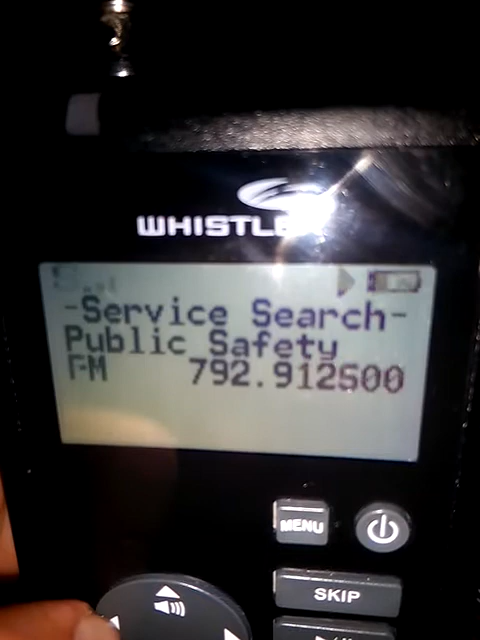 WHISTLER
-Service Search-
Public Safety
FM 792.912500
MENU
SKIP